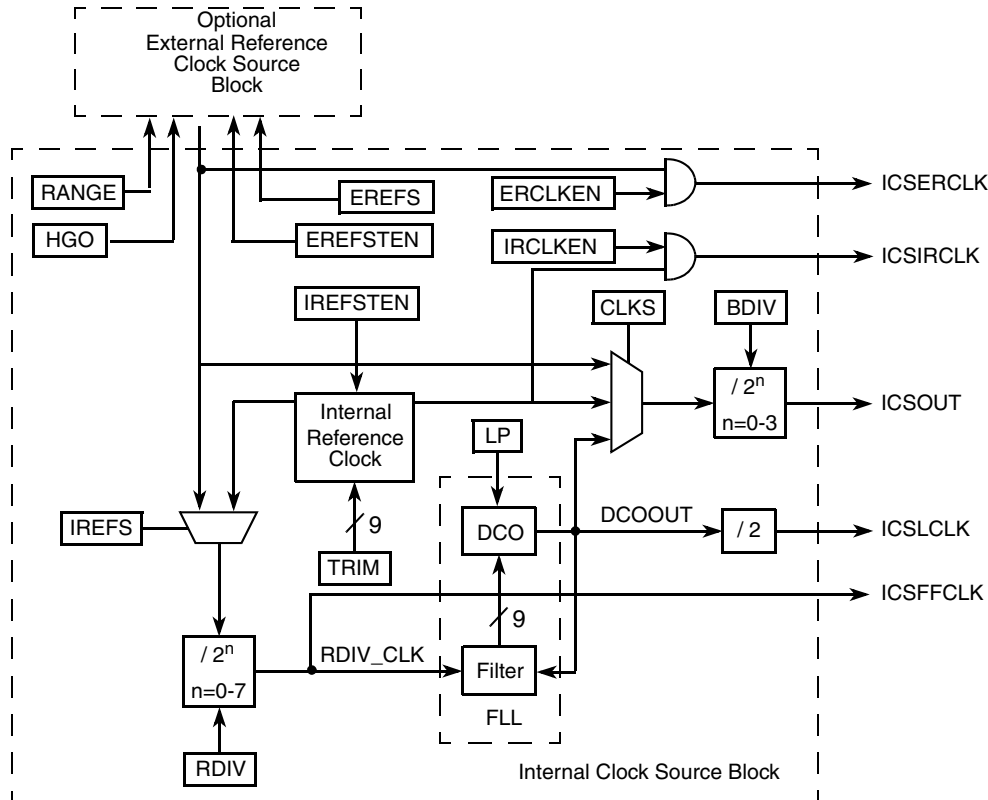 Optional
External Reference
Clock Source
Block
RANGE
HGO
EREFS
EREFSTEN
ERCLKEN
IRCLKEN
ICSERCLK
ICSIRCLK
IREFSTEN
CLKS
BDIV
Internal
Reference
Clock
/ 2ⁿ
n=0-3
ICSOUT
LP
IREFS
9
TRIM
DCO
DCOOUT
/ 2
ICSLCLK
ICSFFCLK
9
/ 2ⁿ
n=0-7
RDIV_CLK
Filter
FLL
RDIV
Internal Clock Source Block